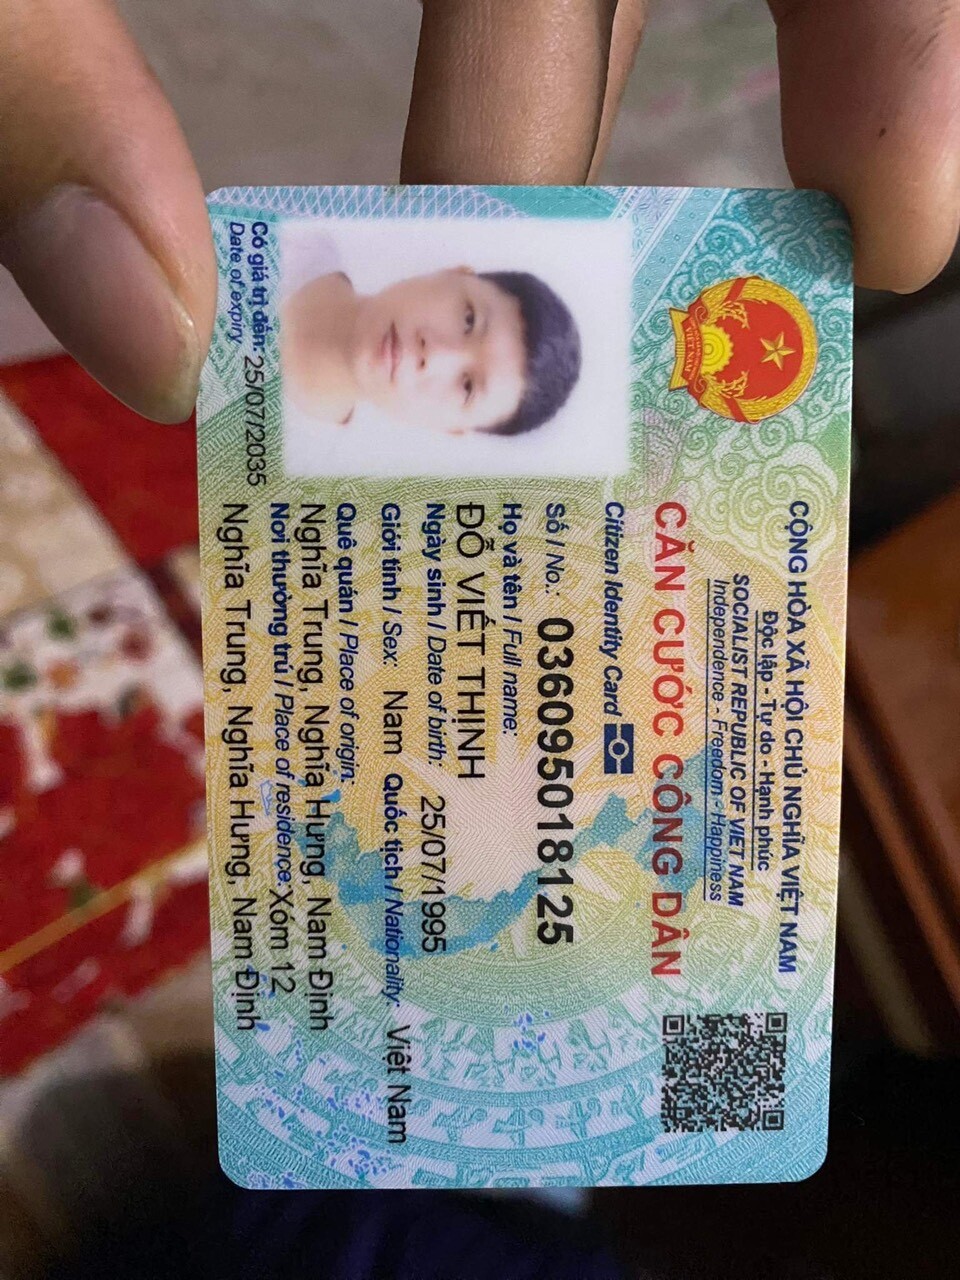 CỘNG HÒA XÃ HỘI CHỦ NGHĨA VIỆT NAM
Độc lập - Tự do - Hạnh phúc
SOCIALIST REPUBLIC OF VIET NAM
Independence - Freedom - Happiness
CĂN CƯỚC CÔNG DÂN
Citizen Identity Card
Số / No.: 036095018125
Họ và tên / Full name:
ĐỖ VIẾT THỊNH
Ngày sinh / Date of birth: 25/07/1995
Giới tính / Sex: Nam Quốc tịch / Nationality: Việt Nam
Quê quán / Place of origin:
Nghĩa Trung, Nghĩa Hưng, Nam Định
Nơi thường trú / Place of residence: Xóm 12
Nghĩa Trung, Nghĩa Hưng, Nam Định
Có giá trị đến: 25/07/2035
Date of expiry